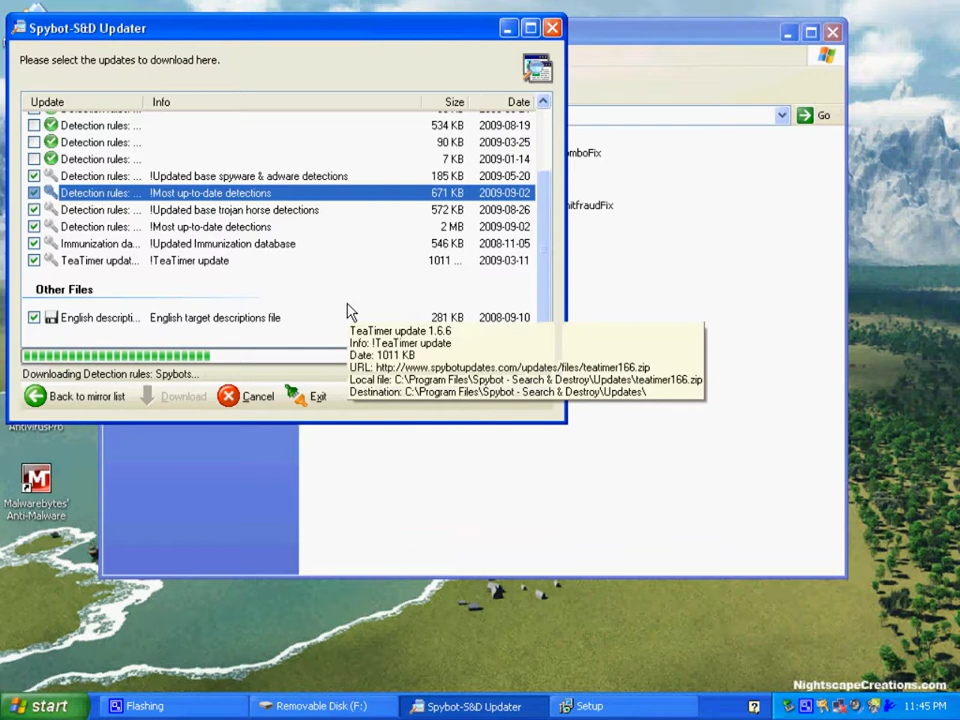 Spybot-S&D Updater
Please select the updates to download here.
Update Info Size Date
Detection rules: ... 534 KB 2009-08-19
Detection rules: ... 90 KB 2009-03-25
Detection rules: ... 7 KB 2009-01-14
Detection rules: ... !Updated base spyware & adware detections 185 KB 2009-05-20
Detection rules: ... !Most up-to-date detections 671 KB 2009-09-02
Detection rules: ... !Updated base trojan horse detections 572 KB 2009-08-26
Detection rules: ... !Most up-to-date detections 2 MB 2009-09-02
Immunization da... !Updated Immunization database 546 KB 2008-11-05
TeaTimer updat... !TeaTimer update 1011 ... 2009-03-11
Other Files
English descripti... English target descriptions file 281 KB 2008-09-10
TeaTimer update 1.6.6
Info: !TeaTimer update
Date: 1011 KB
URL: http://www.spybotupdates.com/updates/files/teatimer166.zip
Local file: C:\Program Files\Spybot - Search & Destroy\Updates\teatimer166.zip
Destination: C:\Program Files\Spybot - Search & Destroy\Updates\
Downloading Detection rules: Spybots...
Back to mirror list Download Cancel Exit
Go
omboFix
mitfraudFix
AntivirusPro
Malwarebytes'
Anti-Malware
NightscapeCreations.com
start Flashing Removable Disk (F:) Spybot-S&D Updater Setup ? 11:45 PM